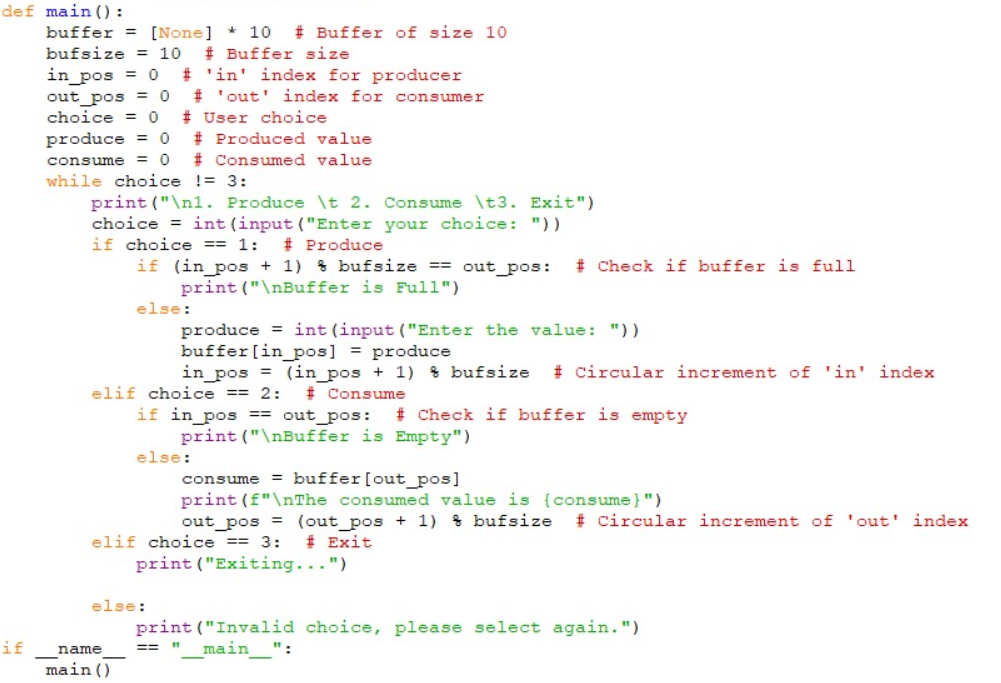 def main():
    buffer = [None] * 10  # Buffer of size 10
    bufsize = 10  # Buffer size
    in_pos = 0  # 'in' index for producer
    out_pos = 0  # 'out' index for consumer
    choice = 0  # User choice
    produce = 0  # Produced value
    consume = 0  # Consumed value
    while choice != 3:
        print("\n1. Produce \t 2. Consume \t3. Exit")
        choice = int(input("Enter your choice: "))
        if choice == 1:  # Produce
            if (in_pos + 1) % bufsize == out_pos:  # Check if buffer is full
                print("\nBuffer is Full")
            else:
                produce = int(input("Enter the value: "))
                buffer[in_pos] = produce
                in_pos = (in_pos + 1) % bufsize  # Circular increment of 'in' index
        elif choice == 2:  # Consume
            if in_pos == out_pos:  # Check if buffer is empty
                print("\nBuffer is Empty")
            else:
                consume = buffer[out_pos]
                print(f"\nThe consumed value is {consume}")
                out_pos = (out_pos + 1) % bufsize  # Circular increment of 'out' index
        elif choice == 3:  # Exit
            print("Exiting...")

        else:
            print("Invalid choice, please select again.")
if __name__ == "__main__":
    main()